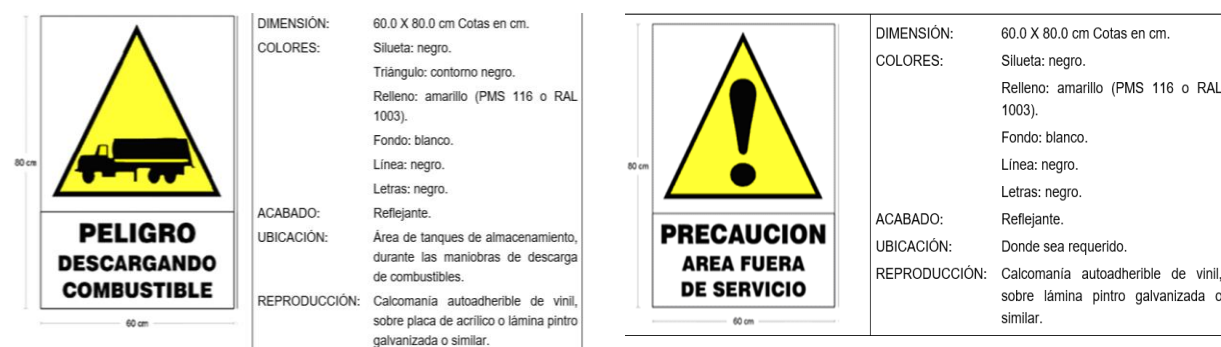 80 cm
PELIGRO
DESCARGANDO
COMBUSTIBLE
60 cm
DIMENSIÓN: 60.0 X 80.0 cm Cotas en cm.
COLORES: Silueta: negro.
Triángulo: contorno negro.
Relleno: amarillo (PMS 116 o RAL
1003).
Fondo: blanco.
Línea: negro.
Letras: negro.
ACABADO: Reflejante.
UBICACIÓN: Área de tanques de almacenamiento,
durante las maniobras de descarga
de combustibles.
REPRODUCCIÓN: Calcomanía autoadherible de vinil,
sobre placa de acrílico o lámina pintro
galvanizada o similar.
80 cm
PRECAUCION
AREA FUERA
DE SERVICIO
60 cm
DIMENSIÓN: 60.0 X 80.0 cm Cotas en cm.
COLORES: Silueta: negro.
Relleno: amarillo (PMS 116 o RAL
1003).
Fondo: blanco.
Línea: negro.
Letras: negro.
ACABADO: Reflejante.
UBICACIÓN: Donde sea requerido.
REPRODUCCIÓN: Calcomanía autoadherible de vinil,
sobre lámina pintro galvanizada o
similar.